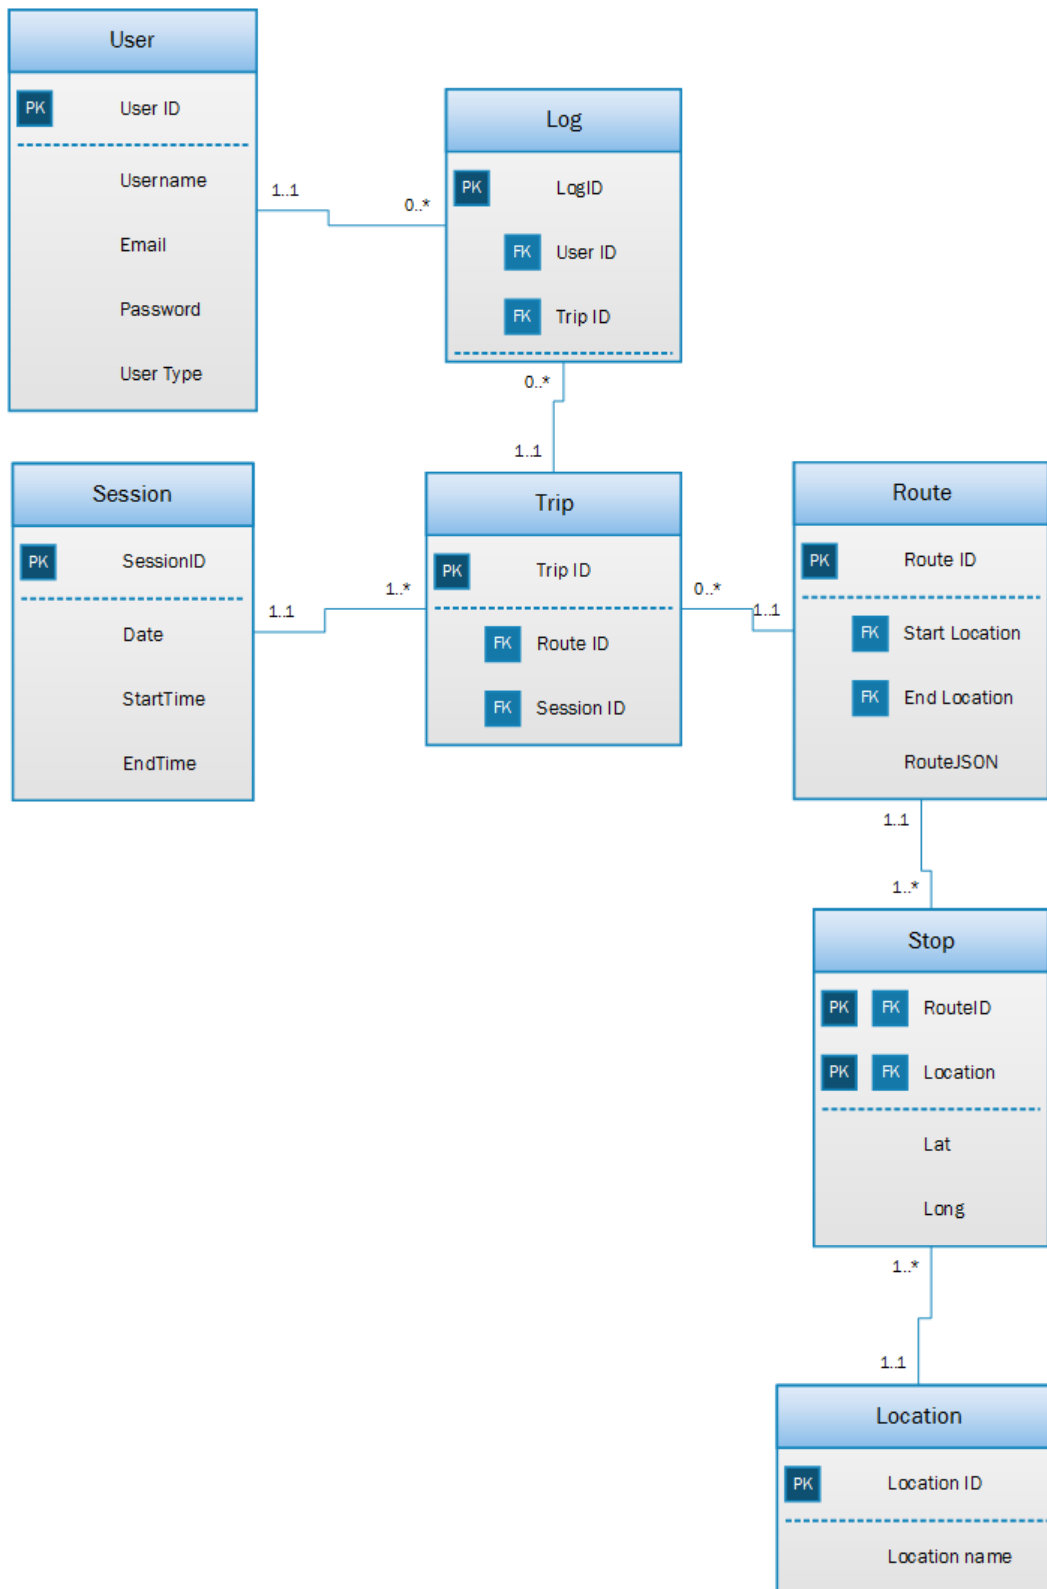 User
PK User ID
Username
Email
Password
User Type
1..1
0..*
Log
PK LogID
FK User ID
FK Trip ID
0..*
1..1
Session
PK SessionID
Date
StartTime
EndTime
1..1
1..*
Trip
PK Trip ID
FK Route ID
FK Session ID
0..*
1..1
Route
PK Route ID
FK Start Location
FK End Location
RouteJSON
1..1
1..*
Stop
PK FK RouteID
PK FK Location
Lat
Long
1..*
1..1
Location
PK Location ID
Location name